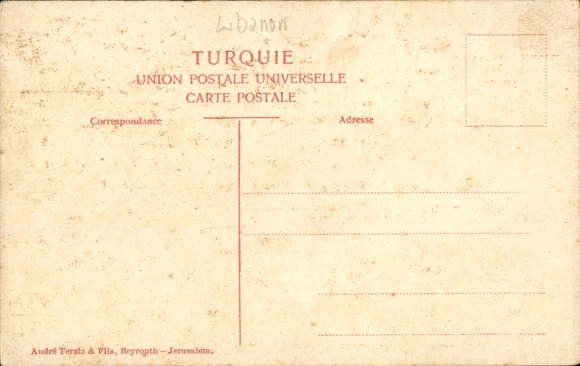 Libanon
TURQUIE
UNION POSTALE UNIVERSELLE
CARTE POSTALE
Correspondance
Adresse
André Terzis & Fils, Beyrouth—Jerusalem.